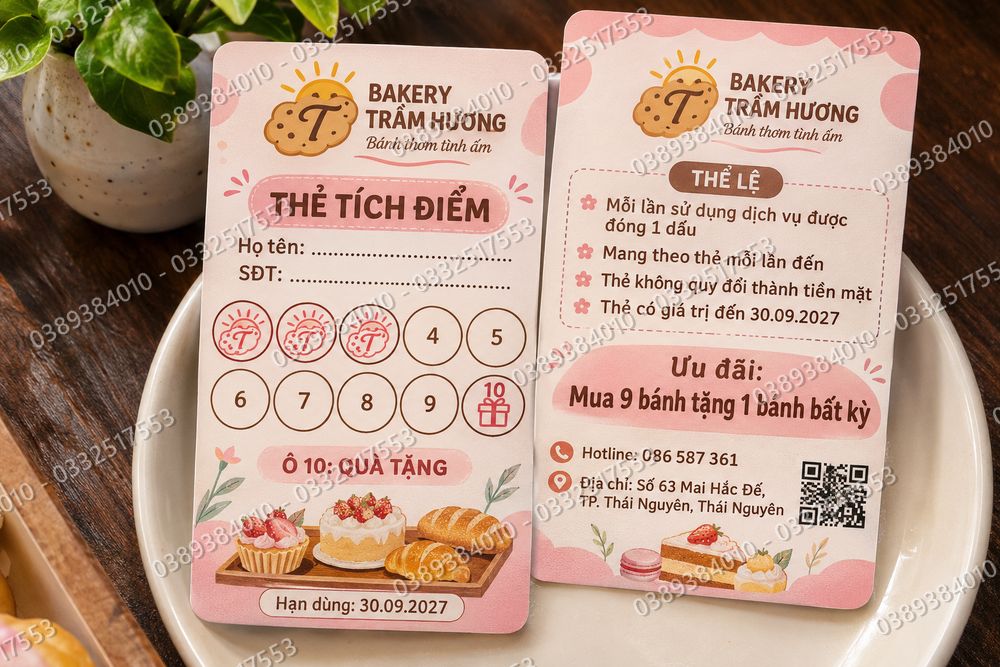 BAKERY
TRẦM HƯƠNG
Bánh thơm tình ấm
THẺ TÍCH ĐIỂM
Họ tên: ........................................
SĐT: ............................................
T T T 4 5
6 7 8 9 10
Ô 10: QUÀ TẶNG
Hạn dùng: 30.09.2027
BAKERY
TRẦM HƯƠNG
Bánh thơm tình ấm
THỂ LỆ
Mỗi lần sử dụng dịch vụ được
đóng 1 dấu
Mang theo thẻ mỗi lần đến
Thẻ không quy đổi thành tiền mặt
Thẻ có giá trị đến 30.09.2027
Ưu đãi:
Mua 9 bánh tặng 1 bánh bất kỳ
Hotline: 086 587 361
Địa chỉ: Số 63 Mai Hắc Đế,
TP. Thái Nguyên, Thái Nguyên
0389384010 - 0332517553